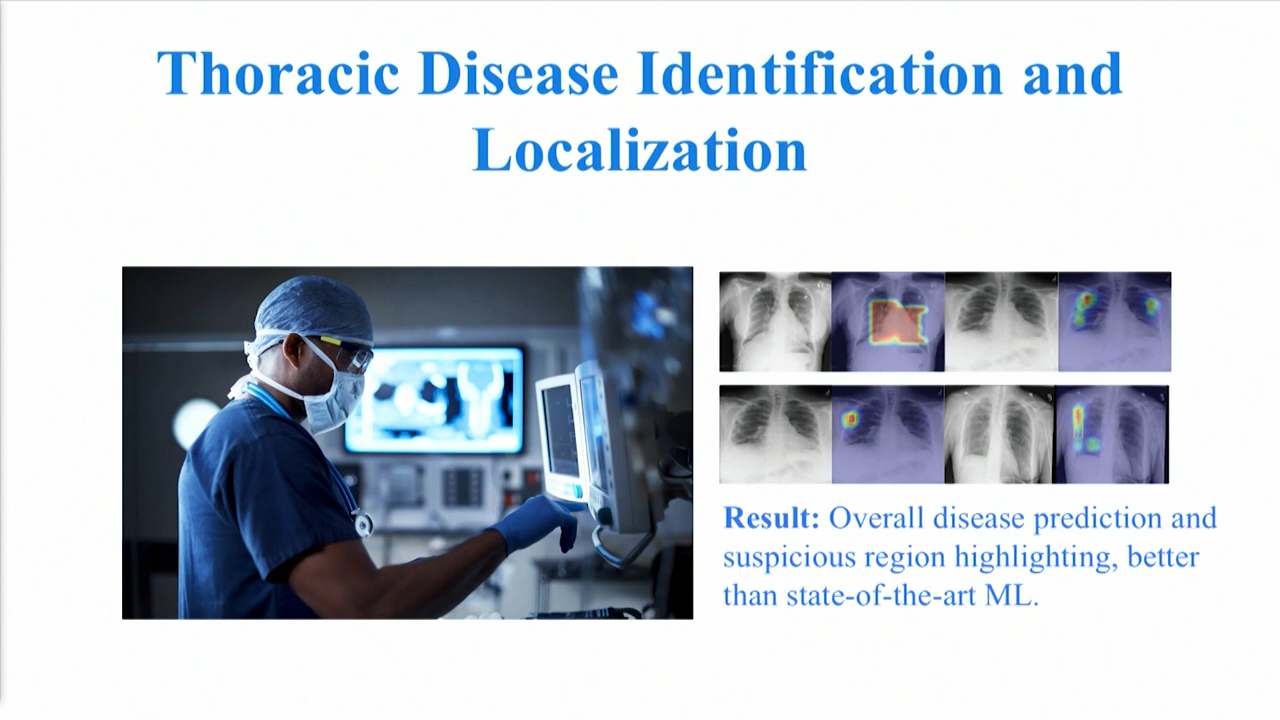 Thoracic Disease Identification and
Localization
Result: Overall disease prediction and
suspicious region highlighting, better
than state-of-the-art ML.